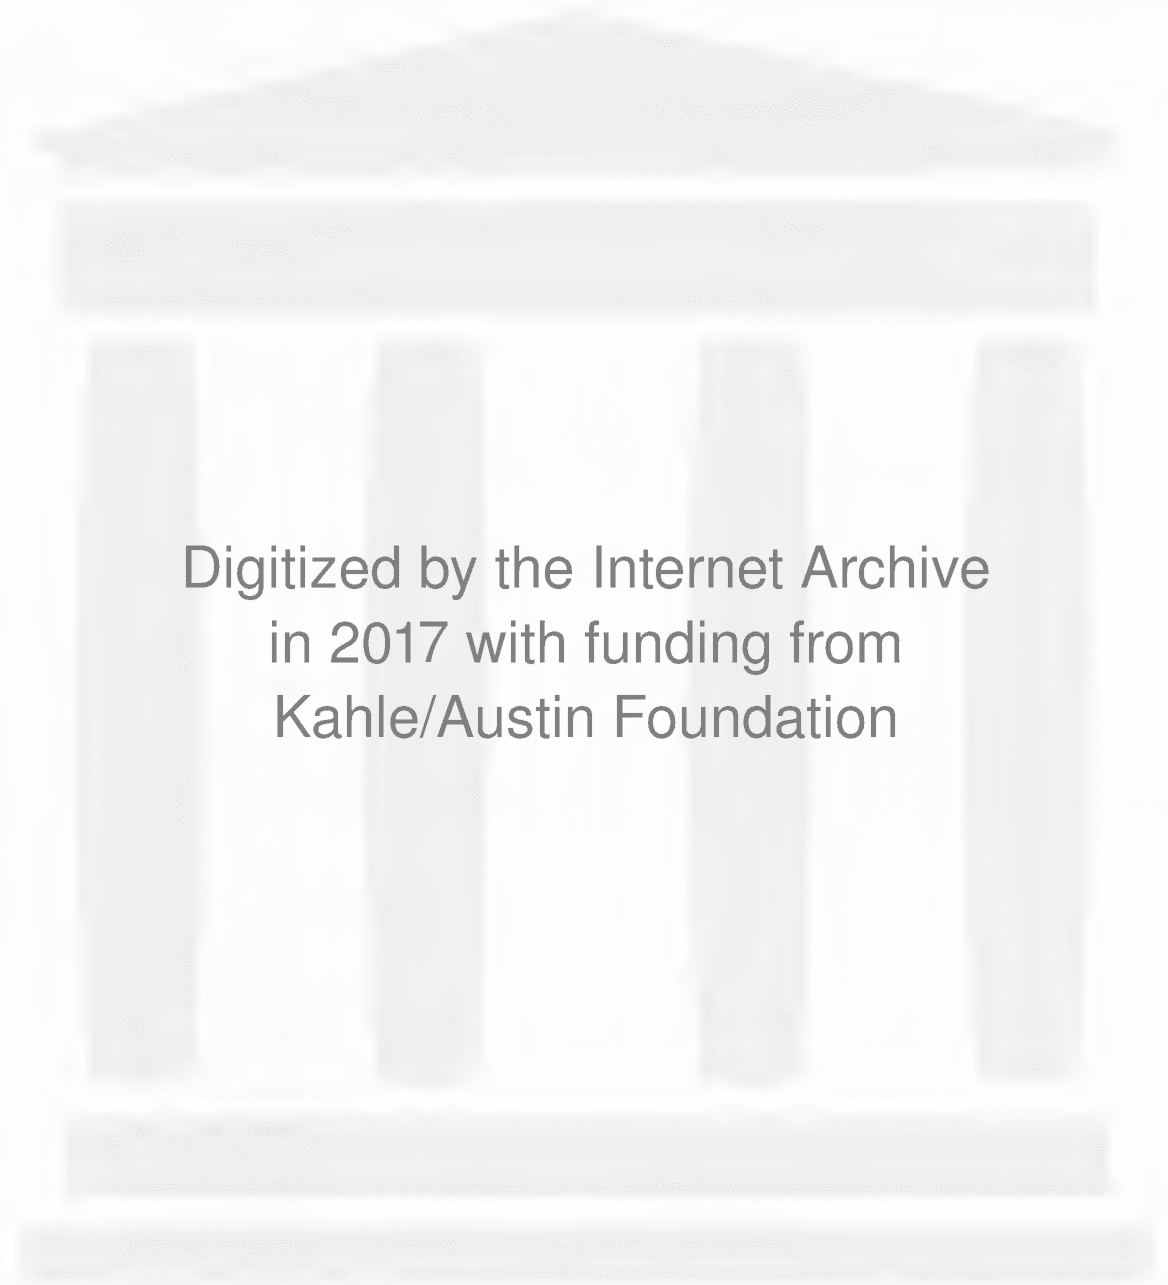 Digitized by the Internet Archive
in 2017 with funding from
Kahle/Austin Foundation